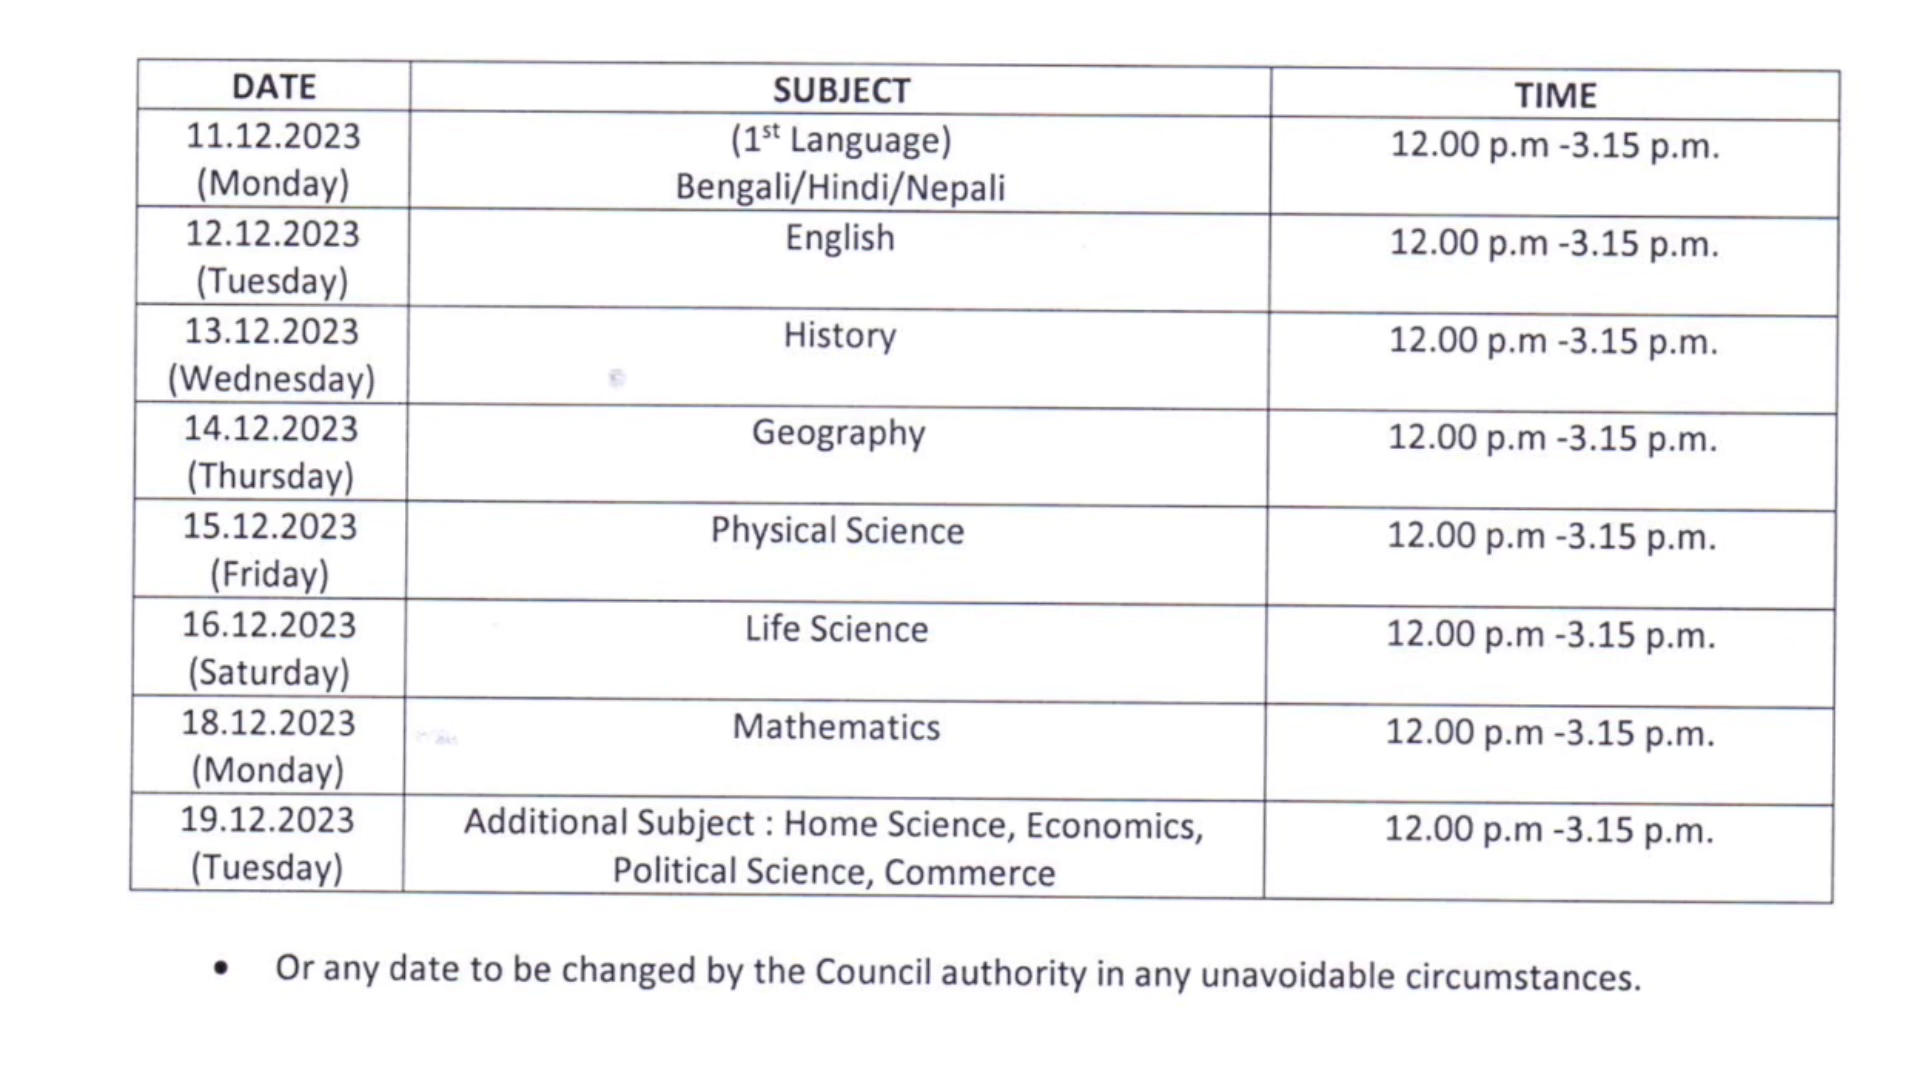 DATE SUBJECT TIME
11.12.2023 (1st Language) 12.00 p.m -3.15 p.m.
(Monday) Bengali/Hindi/Nepali
12.12.2023 English 12.00 p.m -3.15 p.m.
(Tuesday)
13.12.2023 History 12.00 p.m -3.15 p.m.
(Wednesday)
14.12.2023 Geography 12.00 p.m -3.15 p.m.
(Thursday)
15.12.2023 Physical Science 12.00 p.m -3.15 p.m.
(Friday)
16.12.2023 Life Science 12.00 p.m -3.15 p.m.
(Saturday)
18.12.2023 Mathematics 12.00 p.m -3.15 p.m.
(Monday)
19.12.2023 Additional Subject : Home Science, Economics, 12.00 p.m -3.15 p.m.
(Tuesday) Political Science, Commerce
• Or any date to be changed by the Council authority in any unavoidable circumstances.